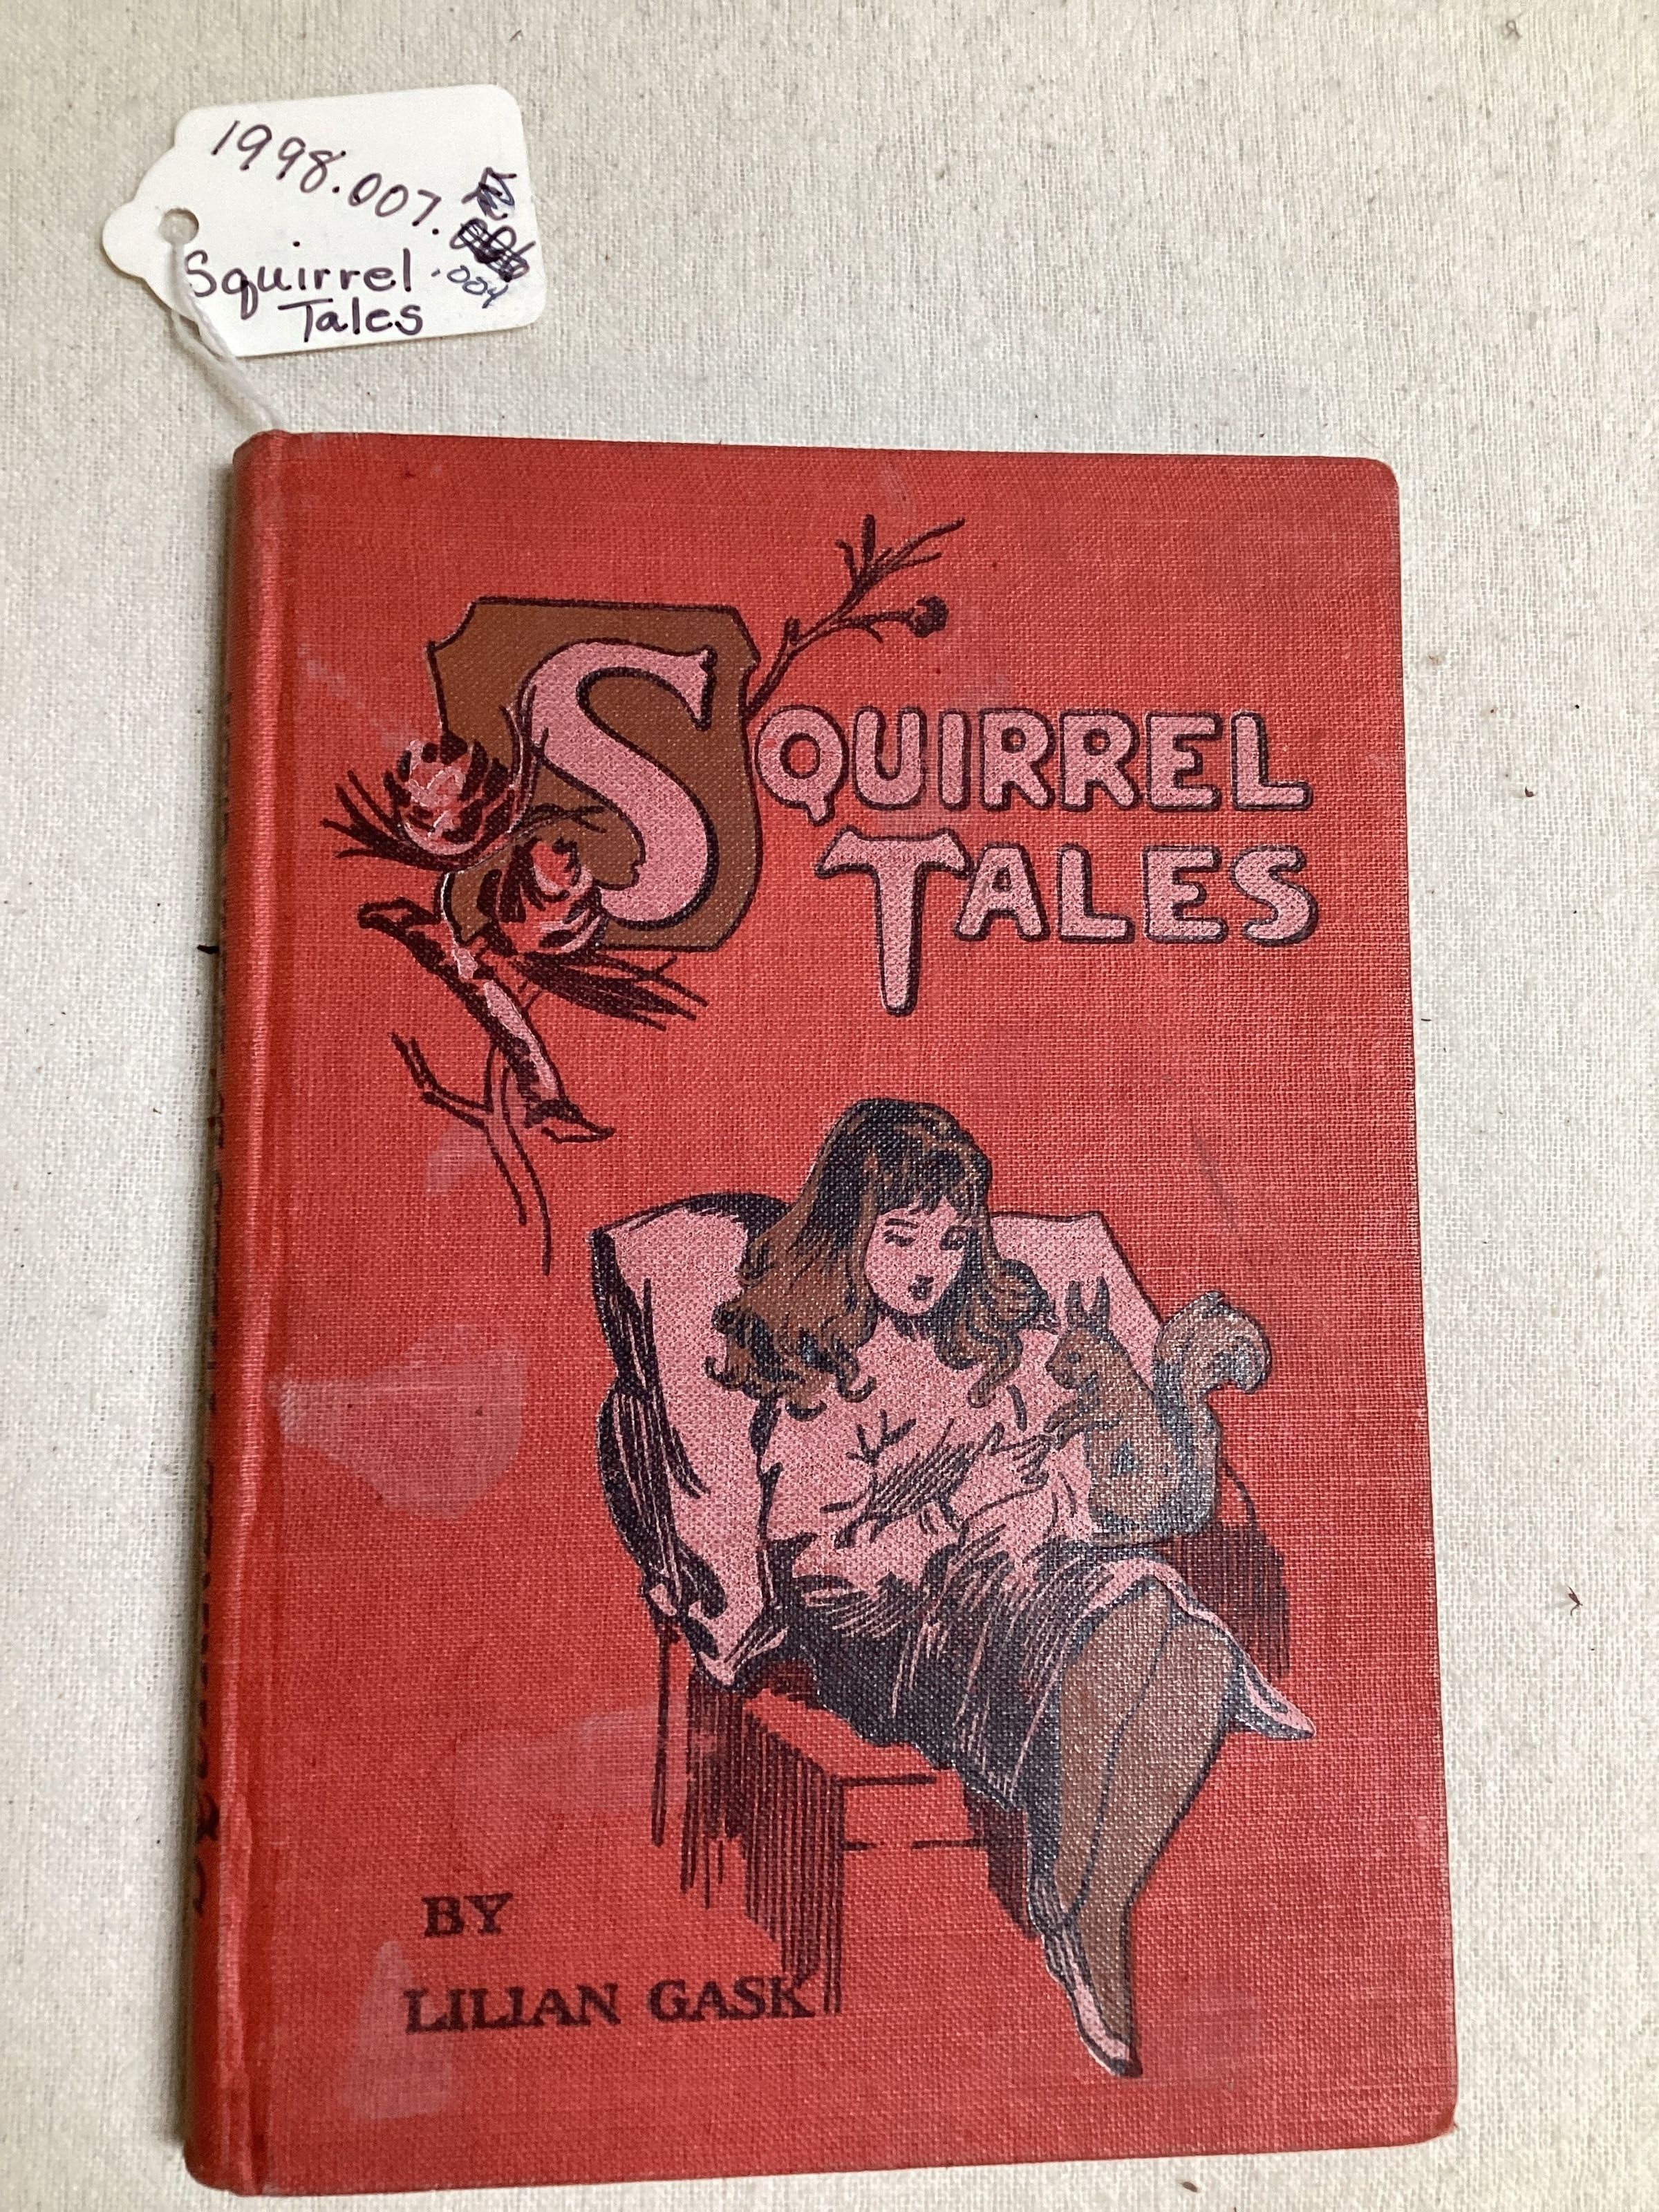 1998.007.
.004
Squirrel
Tales
SQUIRREL
TALES
BY
LILIAN GASK